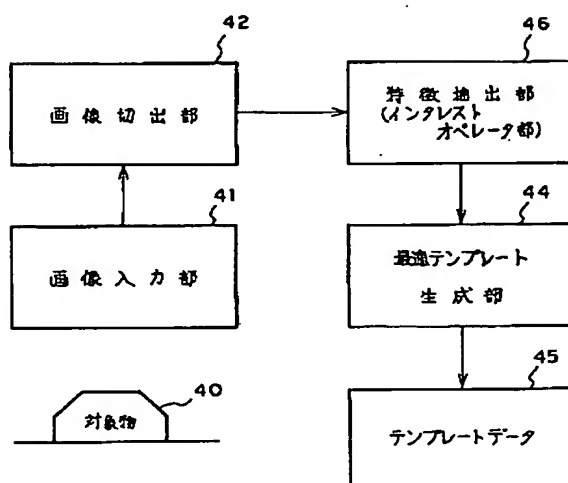 42
画像切出部
46
特徴抽出部
(インタレスト
オペレータ部)
41
画像入力部
44
最適テンプレート
生成部
40
対象物
45
テンプレートデータ